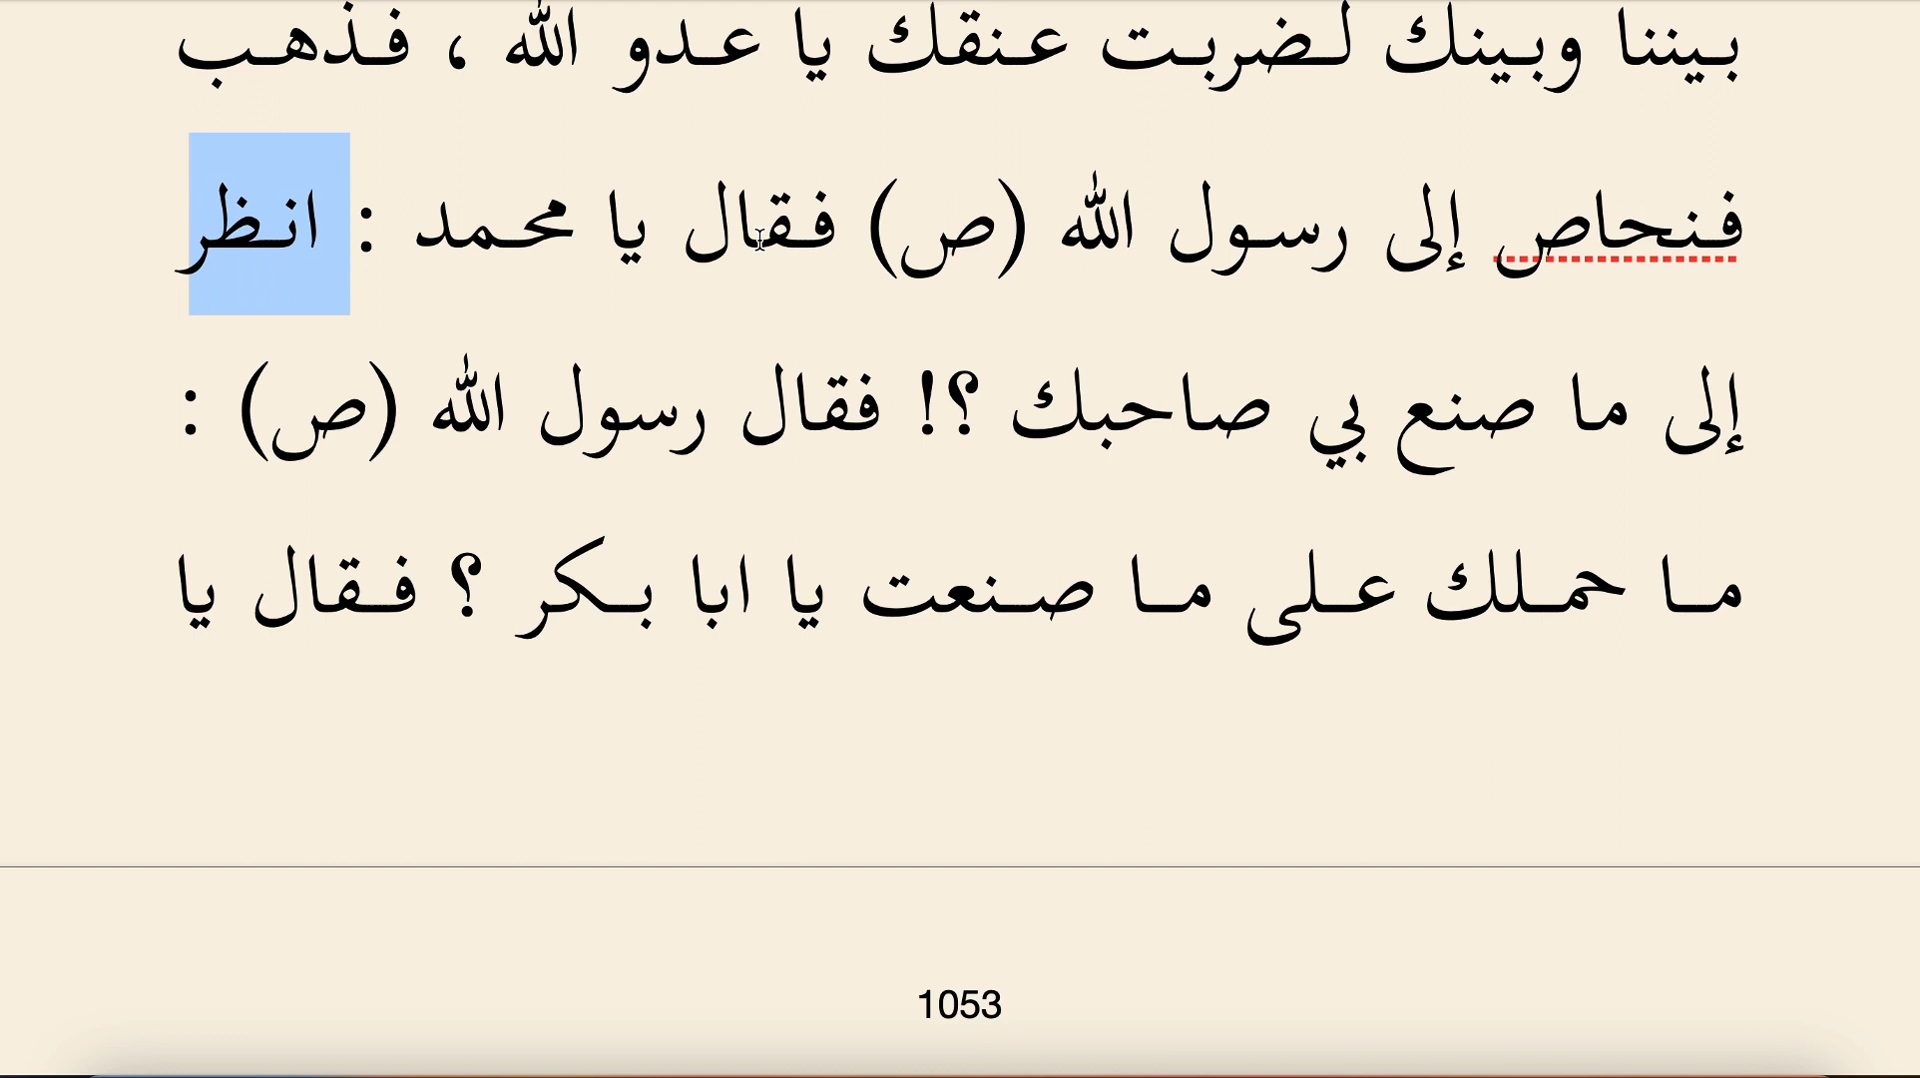 بيننا وبينك لضربت عنقك يا عدو الله ، فذهب
فنحاص إلى رسول الله (ص) فقال يا محمد : انظر
إلى ما صنع بي صاحبك ؟! فقال رسول الله (ص) :
ما حملك على ما صنعت يا ابا بكر ؟ فقال يا
1053